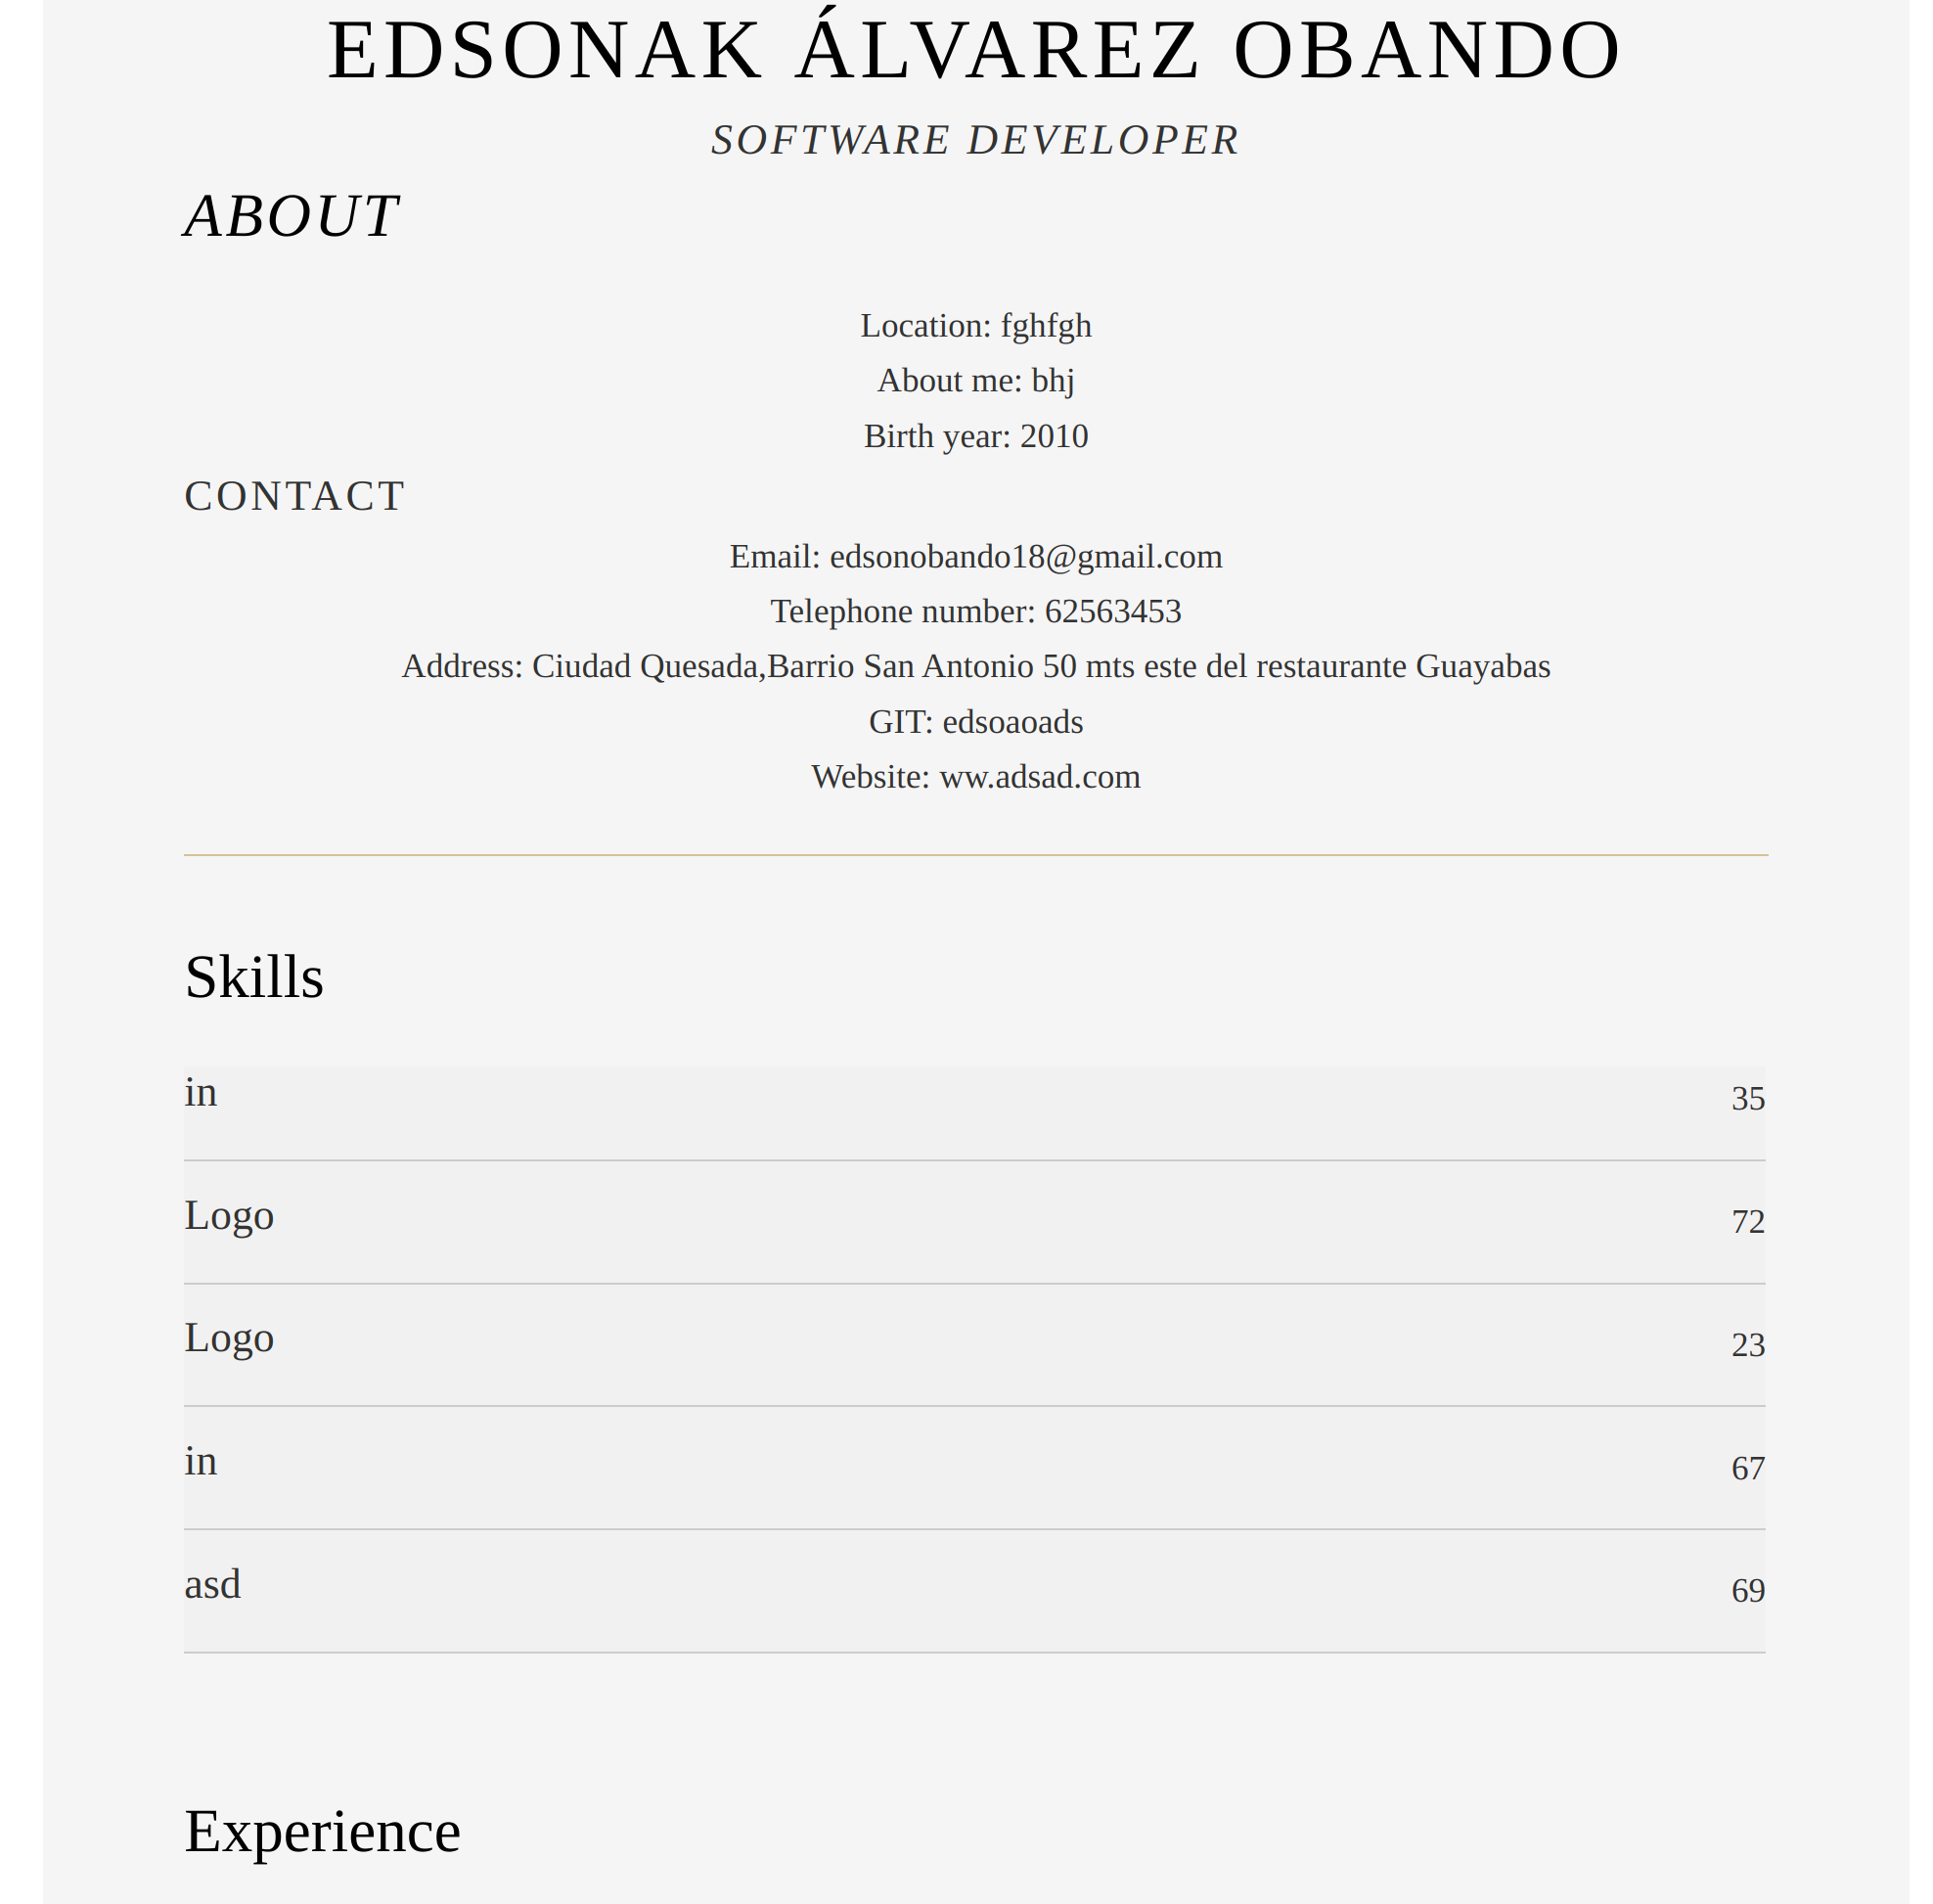 EDSONAK ÁLVAREZ OBANDO
SOFTWARE DEVELOPER
ABOUT
Location: fghfgh
About me: bhj
Birth year: 2010
CONTACT
Email: edsonobando18@gmail.com
Telephone number: 62563453
Address: Ciudad Quesada,Barrio San Antonio 50 mts este del restaurante Guayabas
GIT: edsoaoads
Website: ww.adsad.com
Skills
in 35
Logo 72
Logo 23
in 67
asd 69
Experience